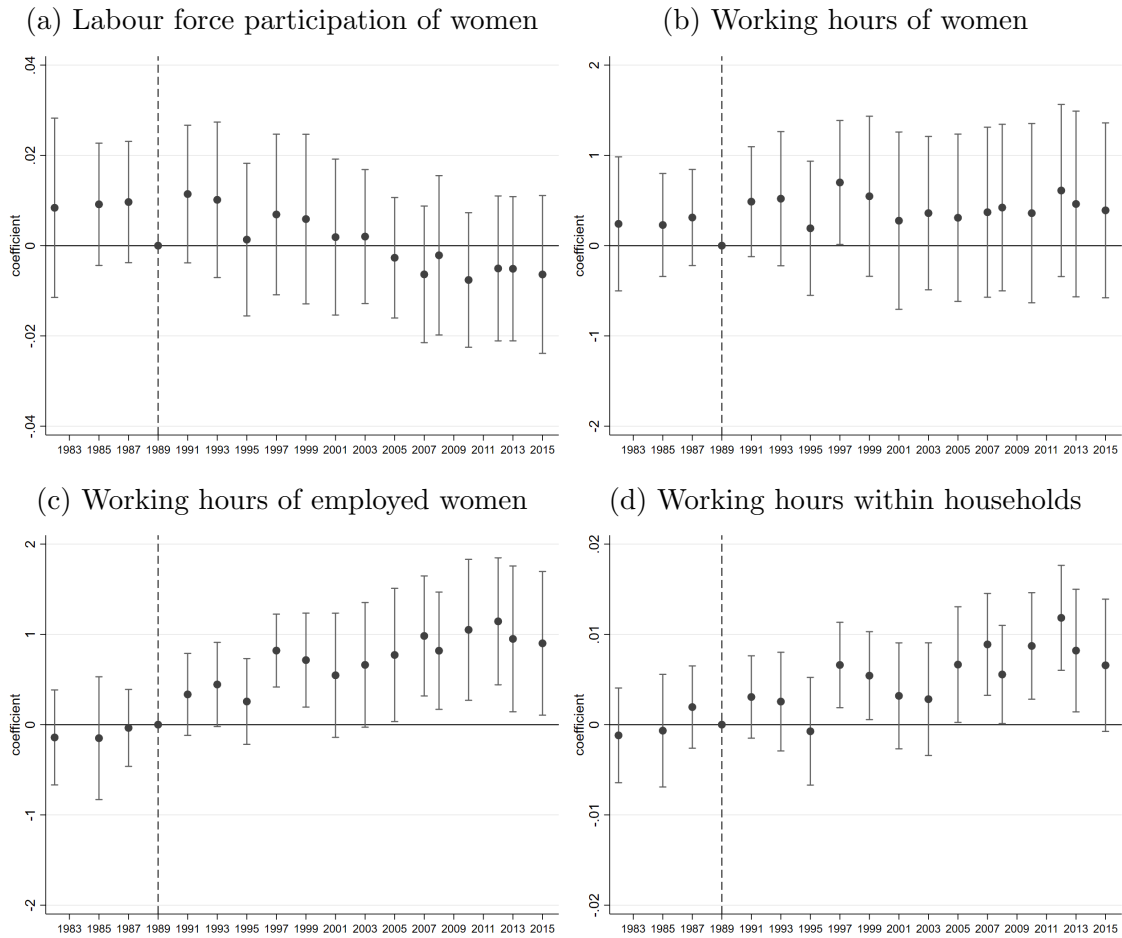 (a) Labour force participation of women
(b) Working hours of women
.04
.02
0
-.02
-.04
coefficient
1983 1985 1987 1989 1991 1993 1995 1997 1999 2001 2003 2005 2007 2009 2011 2013 2015
2
1
0
-1
-2
coefficient
1983 1985 1987 1989 1991 1993 1995 1997 1999 2001 2003 2005 2007 2009 2011 2013 2015
(c) Working hours of employed women
(d) Working hours within households
2
1
0
-1
-2
coefficient
1983 1985 1987 1989 1991 1993 1995 1997 1999 2001 2003 2005 2007 2009 2011 2013 2015
.02
.01
0
-.01
-.02
coefficient
1983 1985 1987 1989 1991 1993 1995 1997 1999 2001 2003 2005 2007 2009 2011 2013 2015